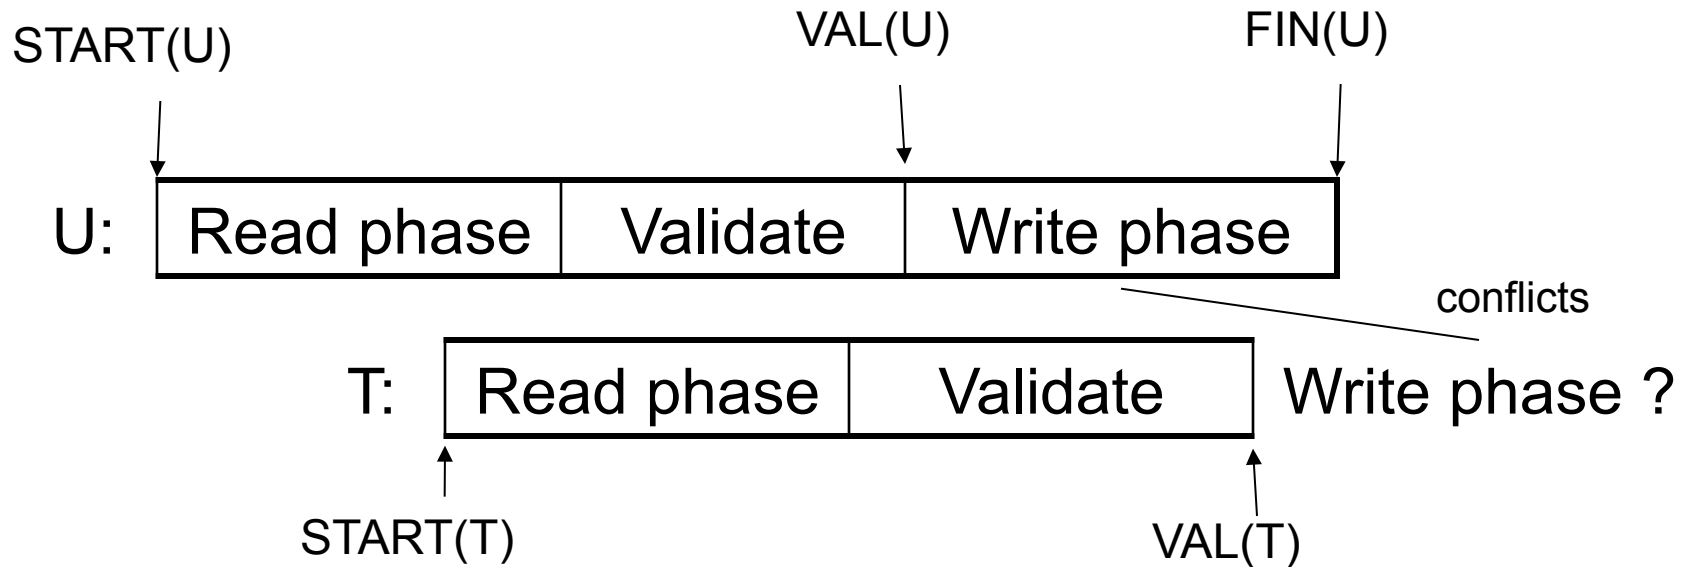 START(U) VAL(U) FIN(U)
U: Read phase Validate Write phase
conflicts
T: Read phase Validate Write phase ?
START(T) VAL(T)